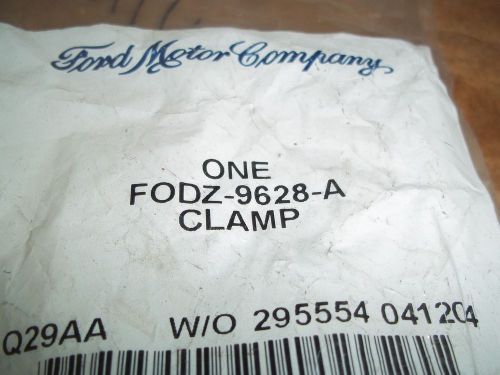 Ford Motor Company
ONE
FODZ-9628-A
CLAMP
Q29AA W/O 295554 041204